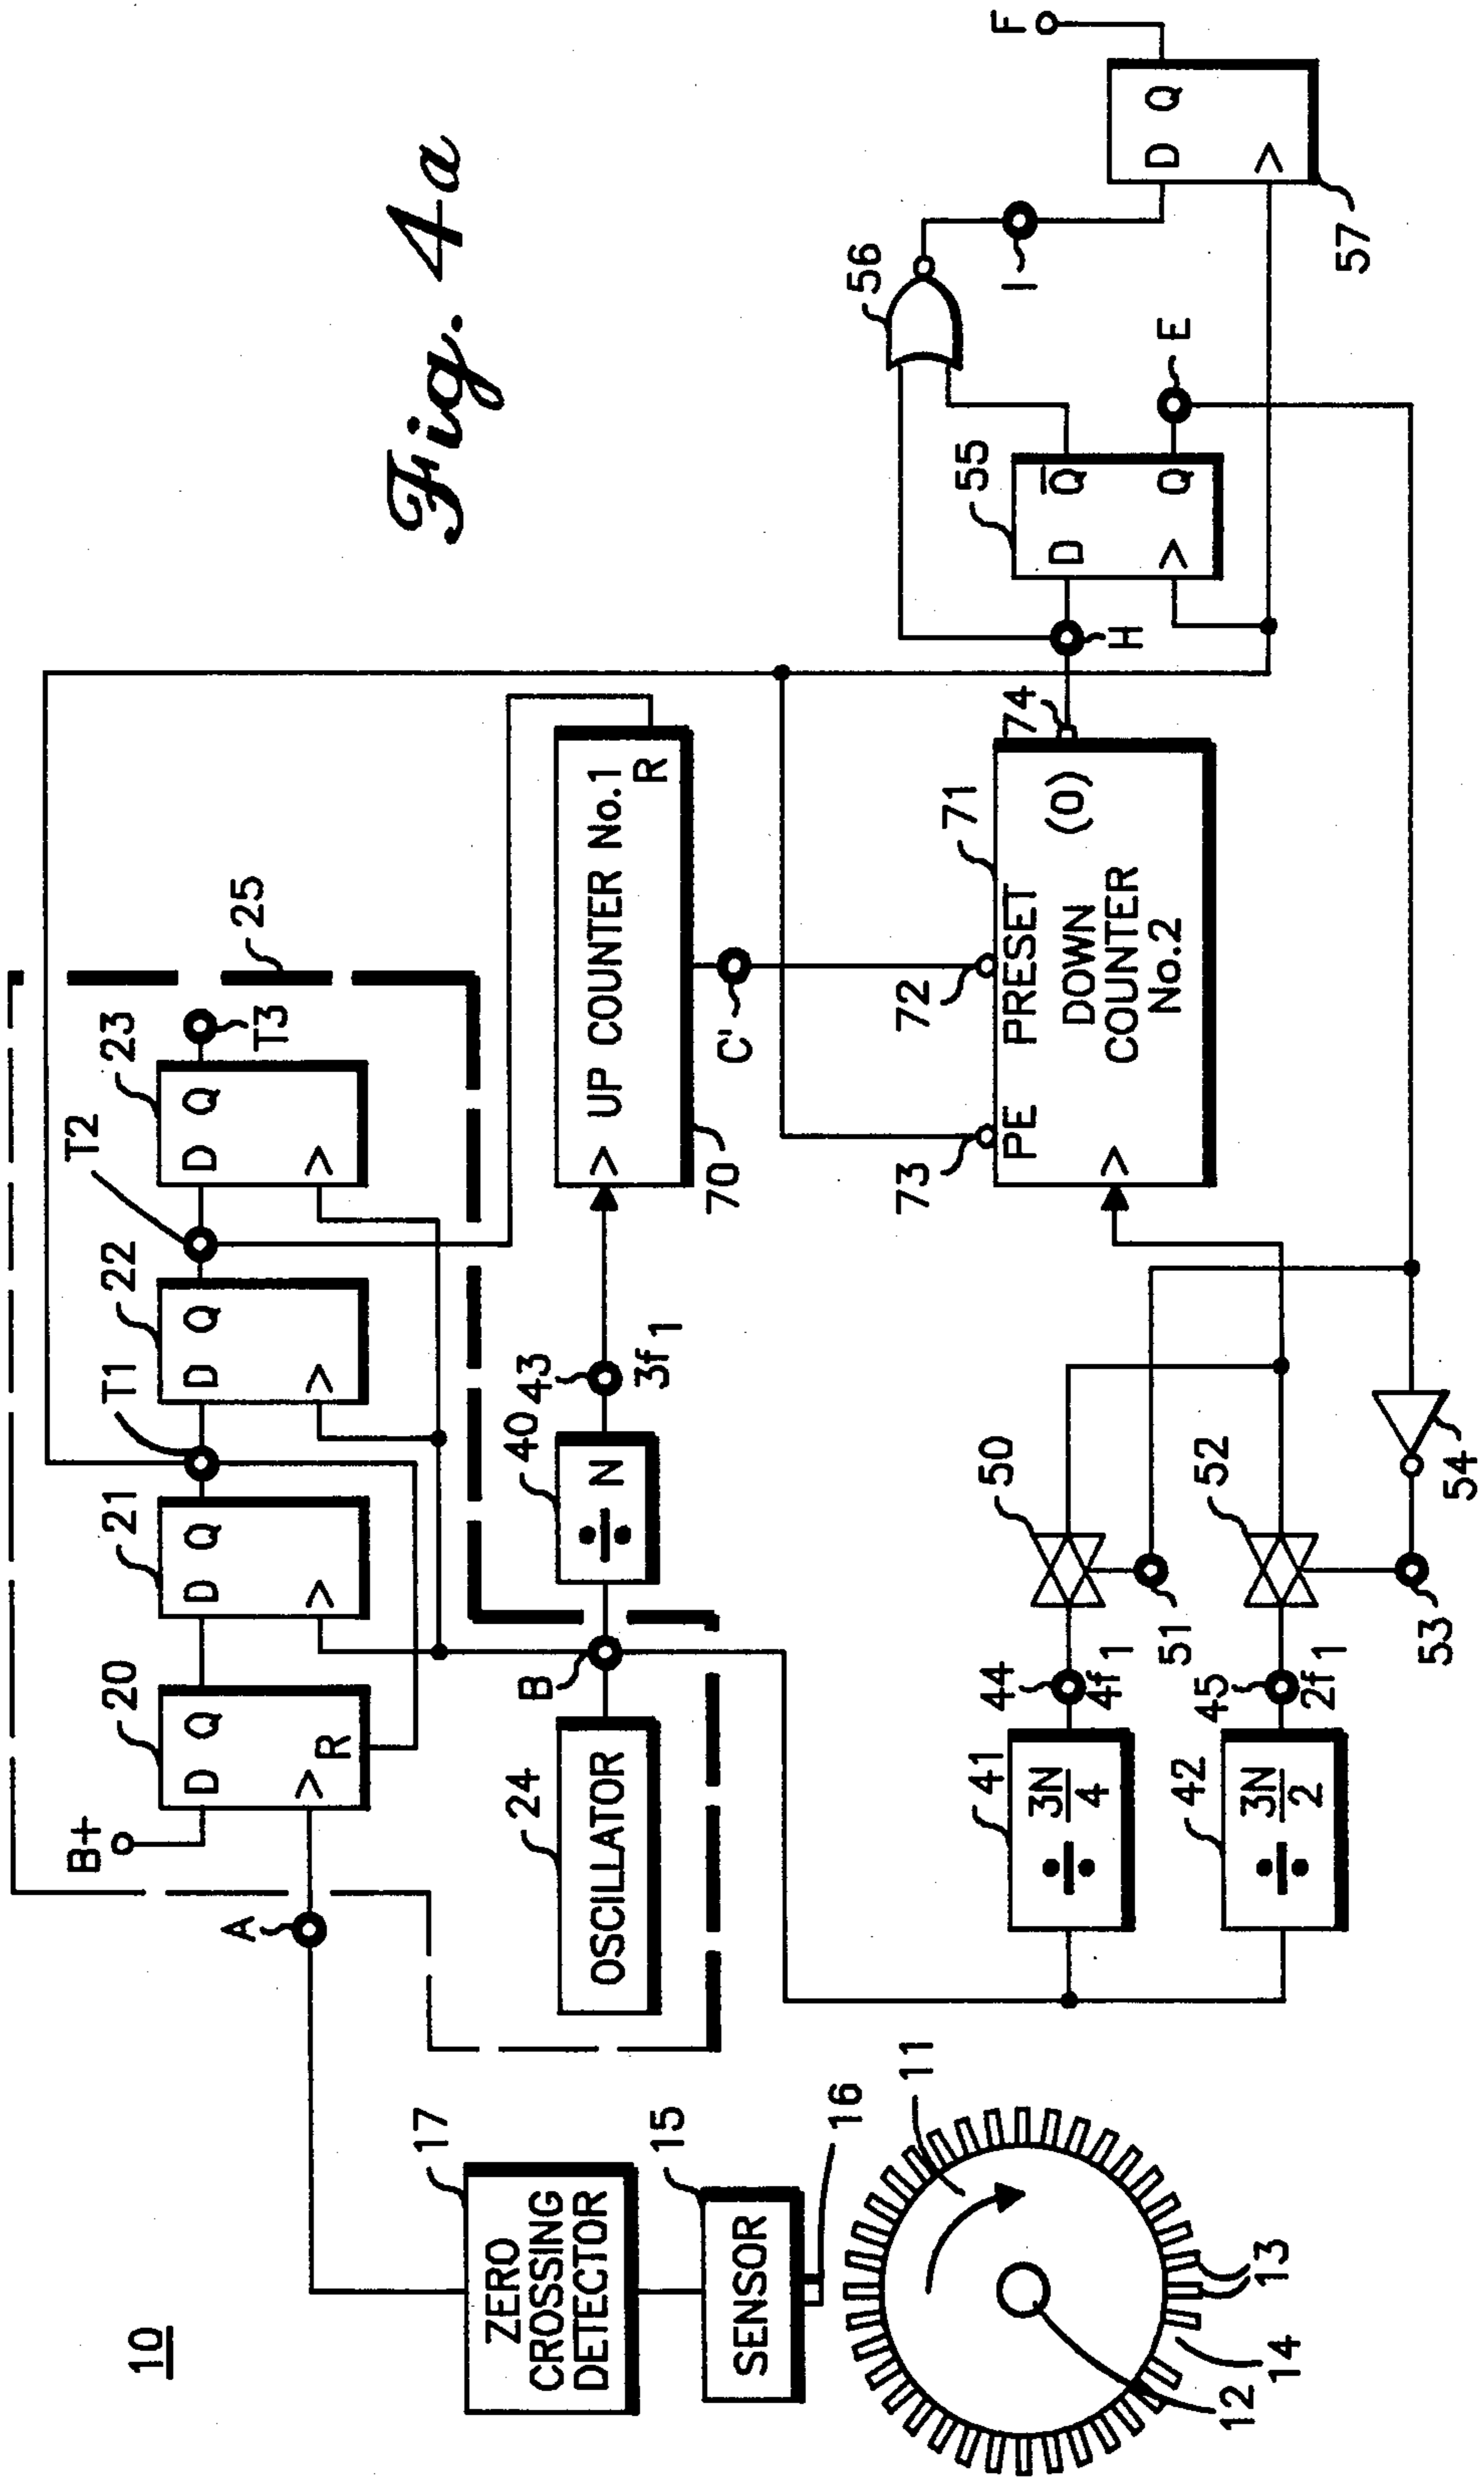 Fig. 4a
10
ZERO
CROSSING
DETECTOR
17
SENSOR
15
16
11
12
13
14
A
B+
D Q
>
R
20
D Q
>
21
T1
D Q
>
22
T2
D Q
>
23
T3
25
OSCILLATOR
24
B
÷ N
40
43
3f1
> UP COUNTER No.1
R
70
C'
÷ 3N/4
41
44
4f1
÷ 3N/2
42
45
2f1
50
51
52
53
54
PE PRESET
DOWN
COUNTER
No.2
(0)
>
71
72
73
74
H
D Q̅
> Q
55
E
56
I
D Q
>
57
F